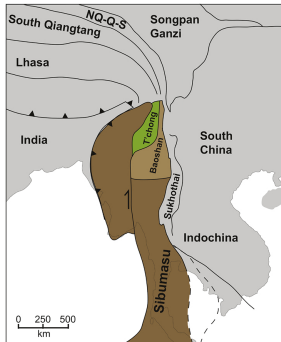 NQ-Q-S
Songpan
Ganzi
South Qiangtang
Lhasa
India
T'chong
Baoshan
South
China
Sukhothai
Indochina
Sibumasu
0 250 500
km